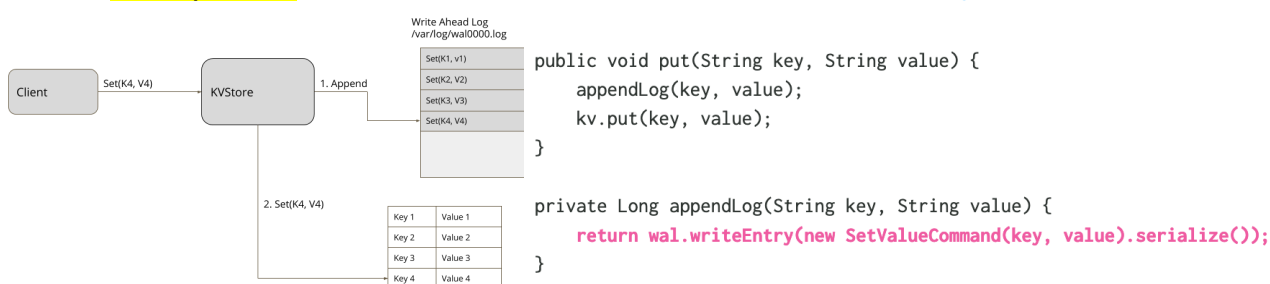 Write Ahead Log
/var/log/wal0000.log
Client
Set(K4, V4)
KVStore
1. Append
Set(K1, v1)
Set(K2, V2)
Set(K3, V3)
Set(K4, V4)
2. Set(K4, V4)
Key 1 Value 1
Key 2 Value 2
Key 3 Value 3
Key 4 Value 4
public void put(String key, String value) {
appendLog(key, value);
kv.put(key, value);
}
private Long appendLog(String key, String value) {
return wal.writeEntry(new SetValueCommand(key, value).serialize());
}